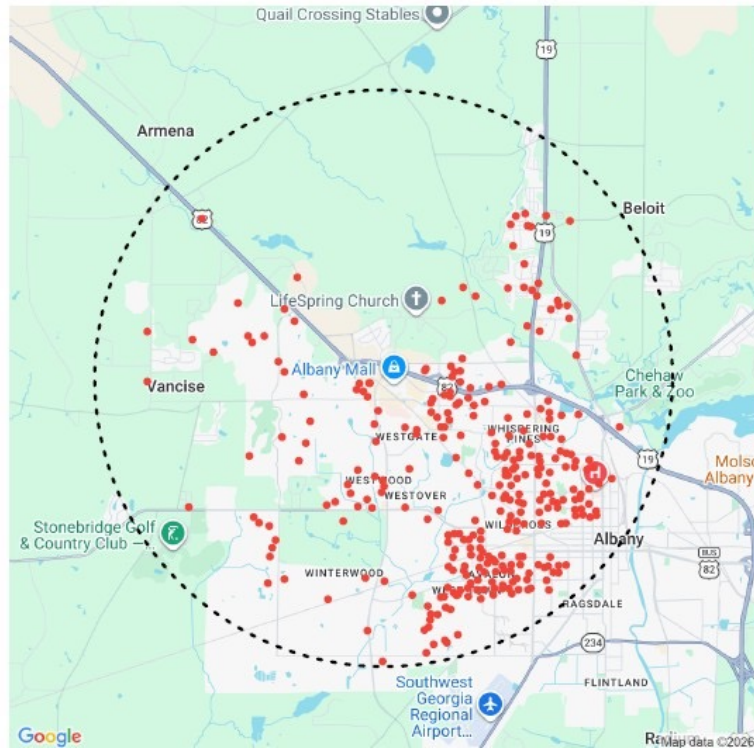 Quail Crossing Stables
19
Armena
82
Beloit
19
LifeSpring Church
Albany Mall
82
Chehaw
Park & Zoo
Vancise
WESTGATE
WHISPERING
PINES
19
Molso
Albany
WESTWOOD
WESTOVER
Stonebridge Golf
& Country Club —...
Albany
BUS
82
WINTERWOOD
RAGSDALE
234
FLINTLAND
Southwest
Georgia
Regional
Airport...
Google
Map data ©2026